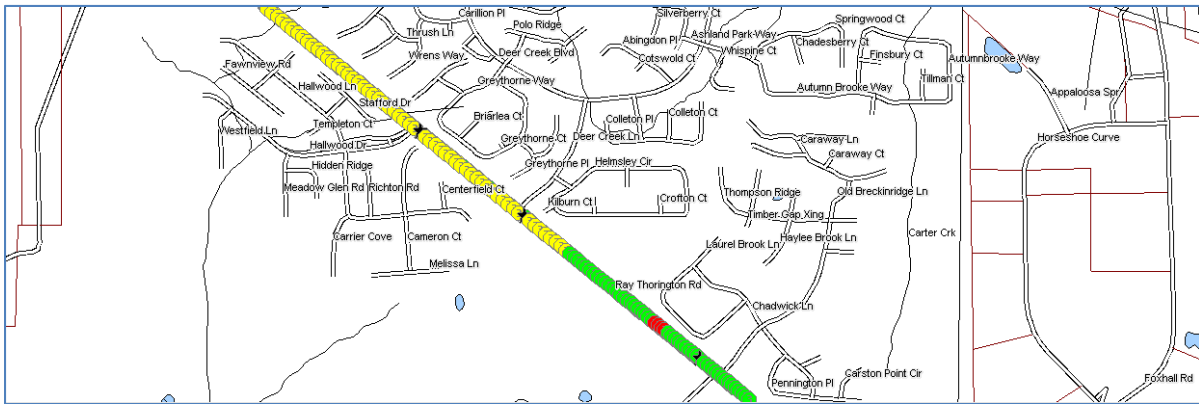 Carillion Pl
Silverberry Ct
Springwood Ct
Polo Ridge
Thrush Ln
Abingdon Pl
Ashland Park Way
Chadesberry Ct
Wrens Way
Deer Creek Blvd
Whispine Ct
Finsbury Ct
Autumnbrooke Way
Fawnview Rd
Cotswold Ct
Tillman Ct
Hallwood Ln
Greythorne Way
Autumn Brooke Way
Appaloosa Spr
Stafford Dr
Briarlea Ct
Colleton Pl
Colleton Ct
Templeton Ct
Westfield Ln
Greythorne Ct
Deer Creek Ln
Caraway Ln
Horseshoe Curve
Hallwood Dr
Caraway Ct
Hidden Ridge
Greythorne Pl
Helmsley Cir
Meadow Glen Rd
Richton Rd
Centerfield Ct
Thompson Ridge
Old Breckinridge Ln
Kilburn Ct
Crofton Ct
Timber Gap Xing
Carrier Cove
Cameron Ct
Haylee Brook Ln
Carter Crk
Laurel Brook Ln
Melissa Ln
Ray Thorington Rd
Chadwick Ln
Carston Point Cir
Pennington Pl
Foxhall Rd